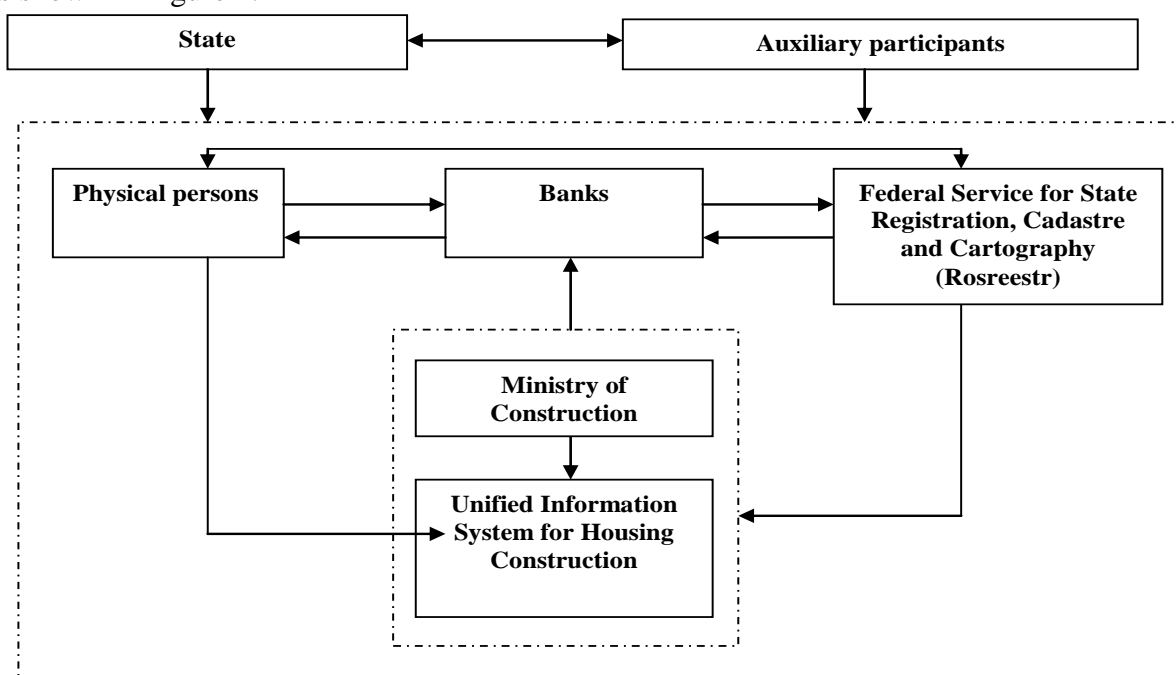 State
Auxiliary participants
Physical persons
Banks
Federal Service for State
Registration, Cadastre
and Cartography
(Rosreestr)
Ministry of
Construction
Unified Information
System for Housing
Construction